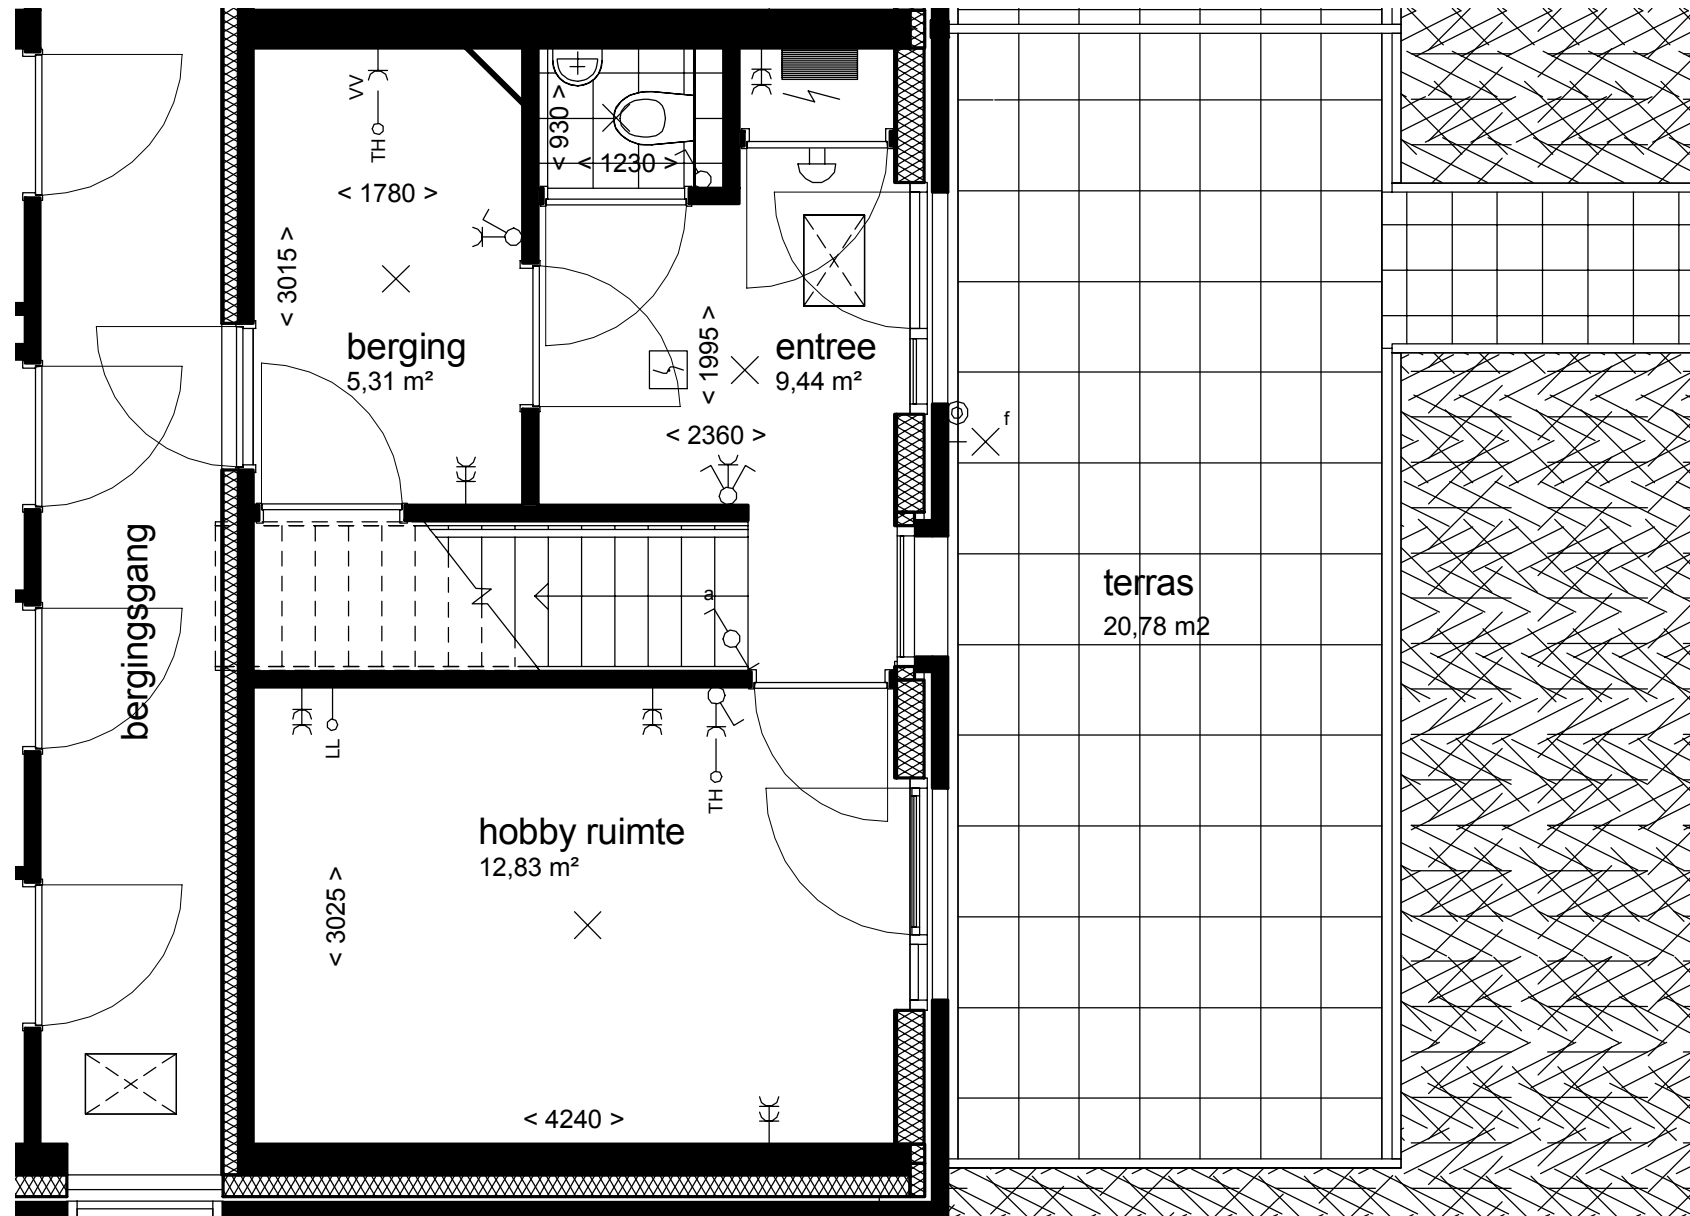 VV
TH
< 930 >
< 1230 >
< 1780 >
< 3015 >
berging
5,31 m²
< 1995 >
entree
9,44 m²
< 2360 >
f
bergingsgang
a
terras
20,78 m2
LL
TH
hobby ruimte
12,83 m²
< 3025 >
< 4240 >